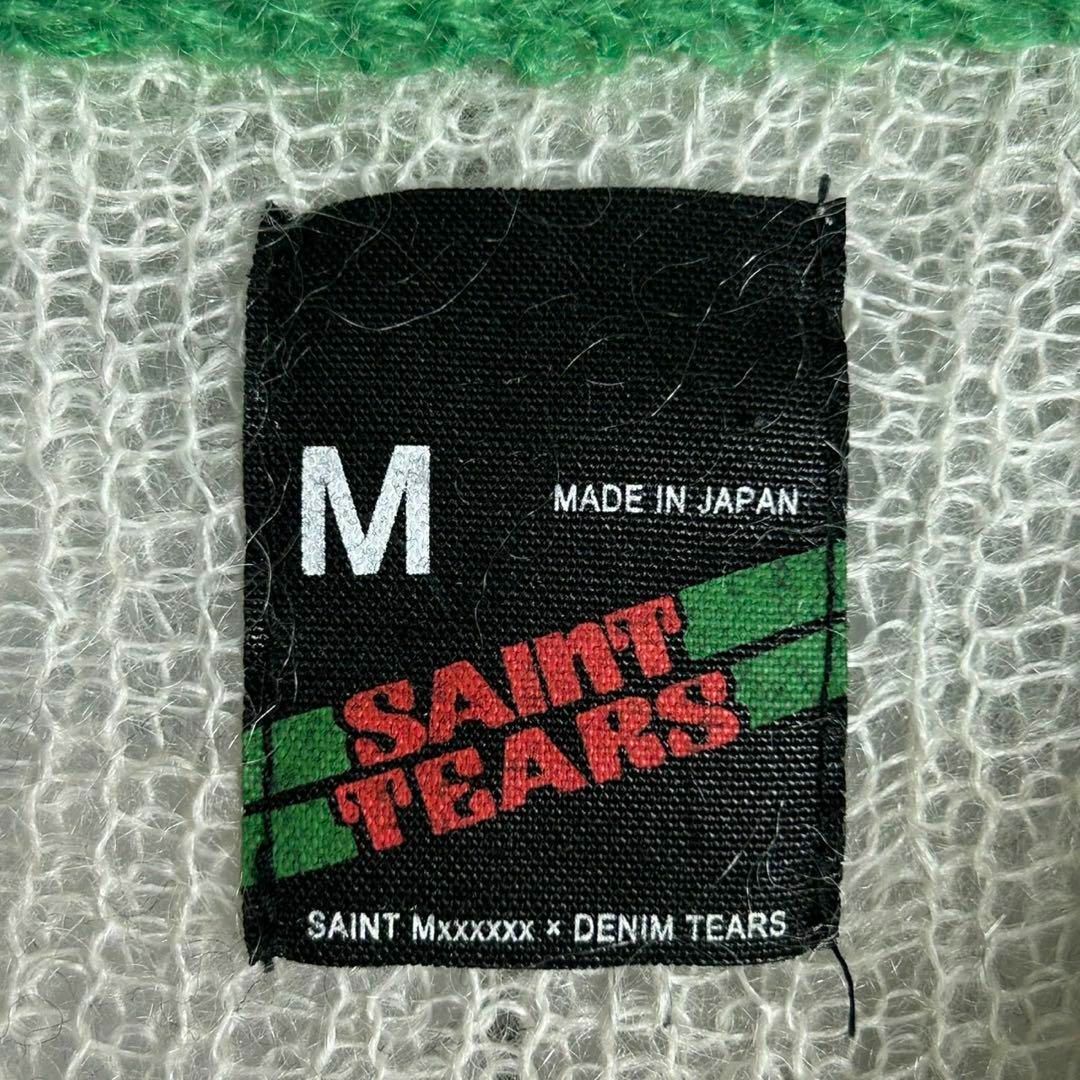 M
MADE IN JAPAN
SAINT
TEARS
SAINT Mxxxxxx × DENIM TEARS